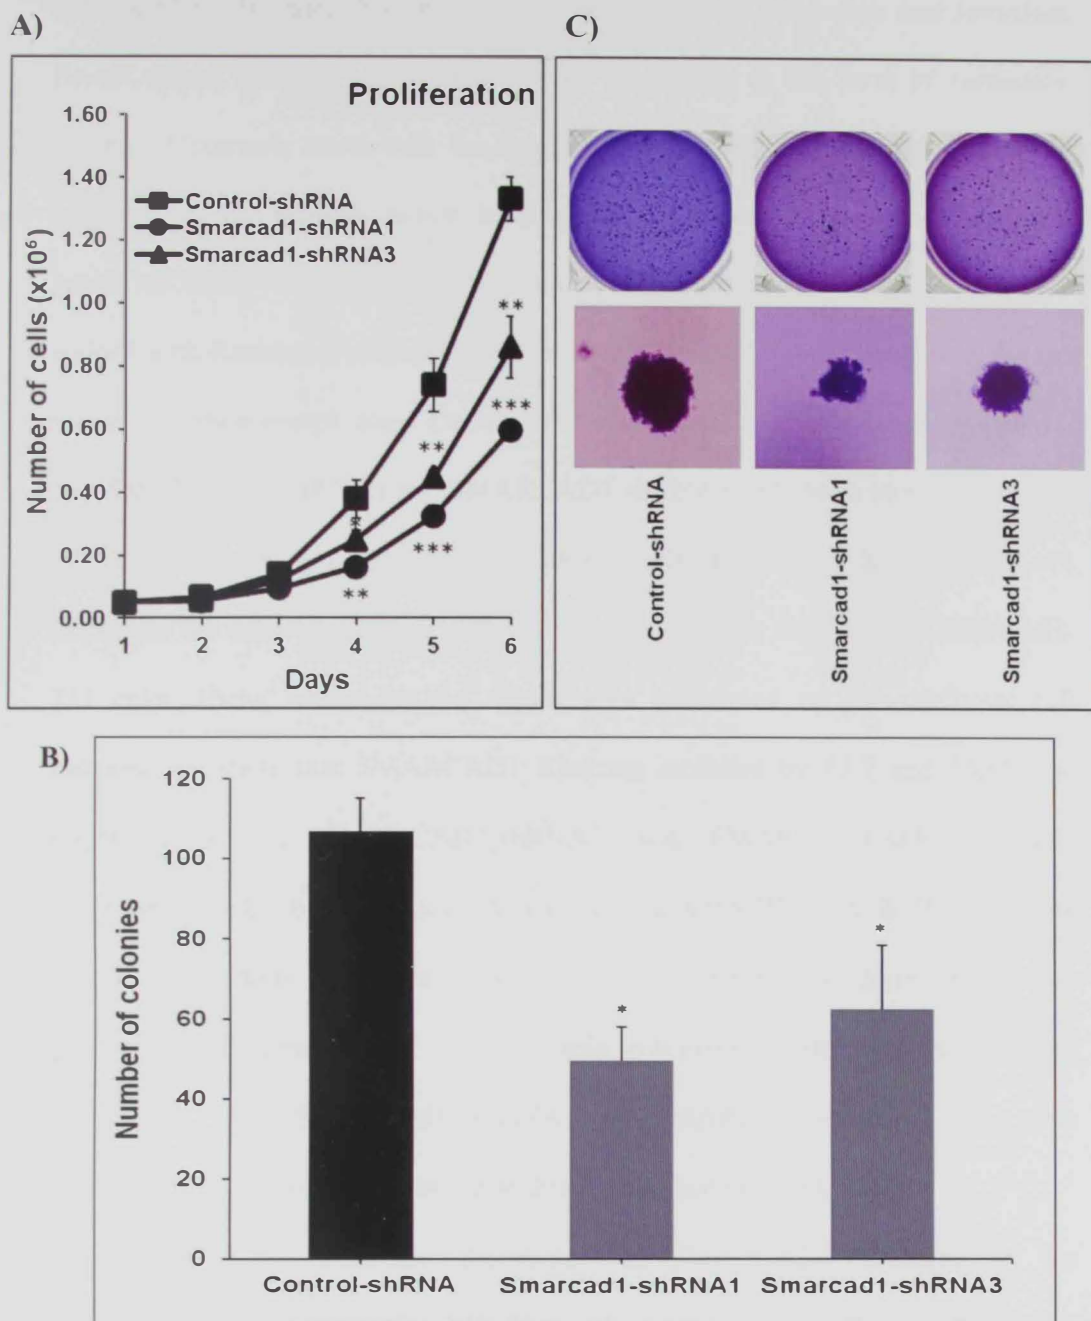 A)
Proliferation
Number of cells (x10⁶)
1.60
1.40
1.20
1.00
0.80
0.60
0.40
0.20
0.00
Control-shRNA
Smarcad1-shRNA1
Smarcad1-shRNA3
**
***
**
***
*
**
1 2 3 4 5 6
Days
C)
Control-shRNA
Smarcad1-shRNA1
Smarcad1-shRNA3
B)
Number of colonies
120
100
80
60
40
20
0
*
*
Control-shRNA Smarcad1-shRNA1 Smarcad1-shRNA3